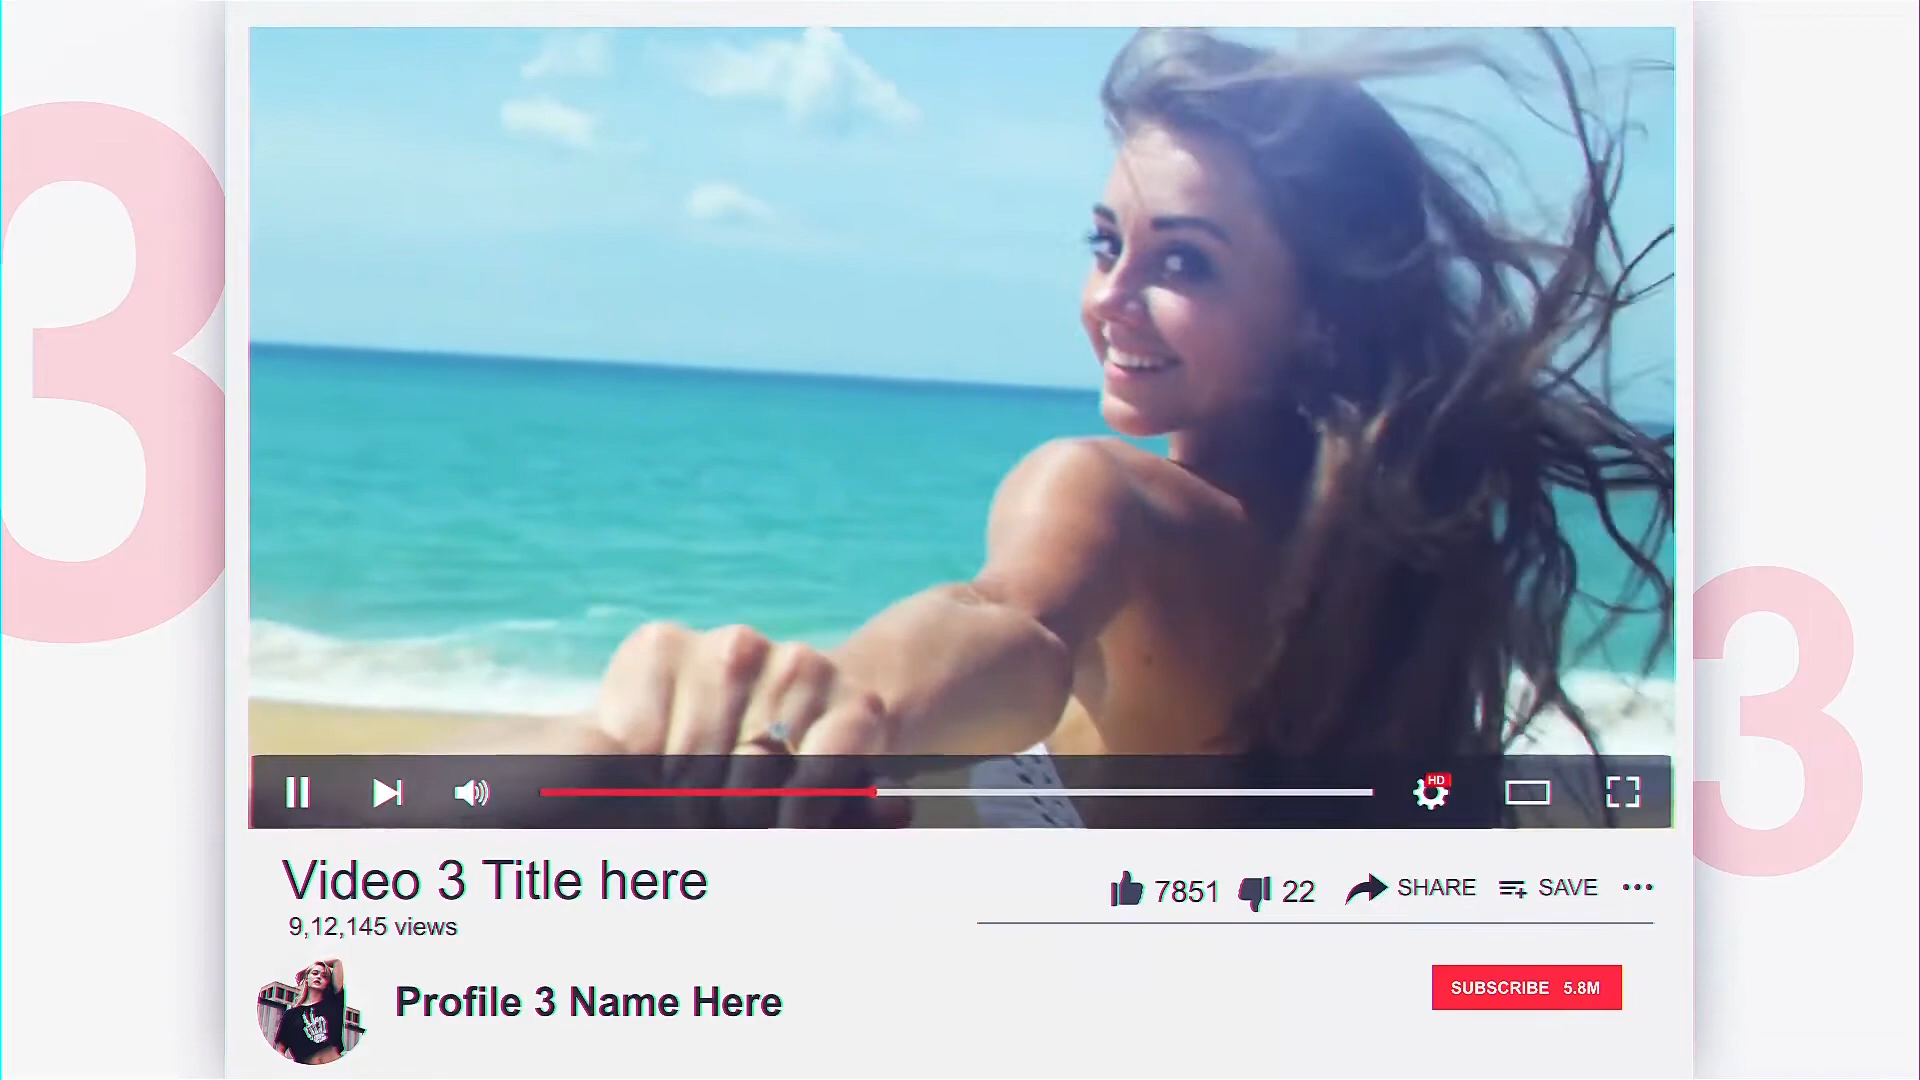 3
HD
Video 3 Title here
7851 22 SHARE SAVE
9,12,145 views
Profile 3 Name Here
SUBSCRIBE 5.8M
3